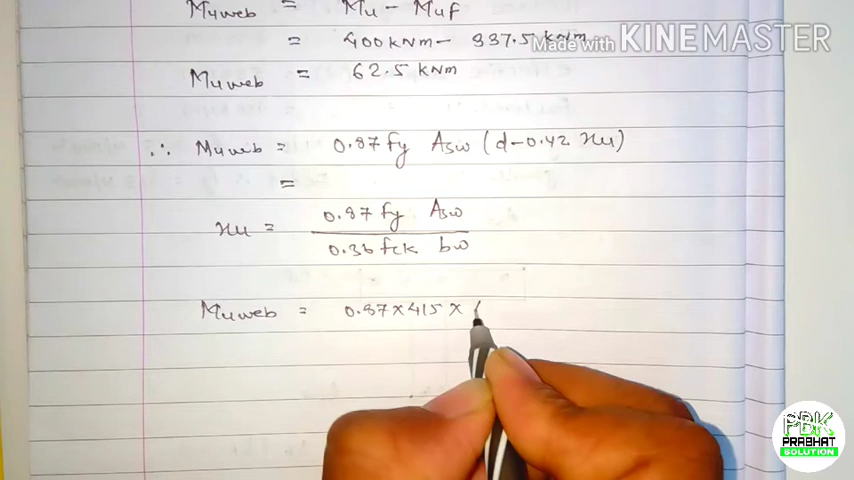 Muweb = Mu - Muf
= 400 kNm - 337.5 kNm
Made with KINEMASTER
Muweb = 62.5 kNm
∴ Muweb = 0.87 fy Asw (d-0.42 xu)
=
xu = 0.87 fy Asw
0.36 fck bw
Muweb = 0.87×415×
PBK
PRABHAT
SOLUTION